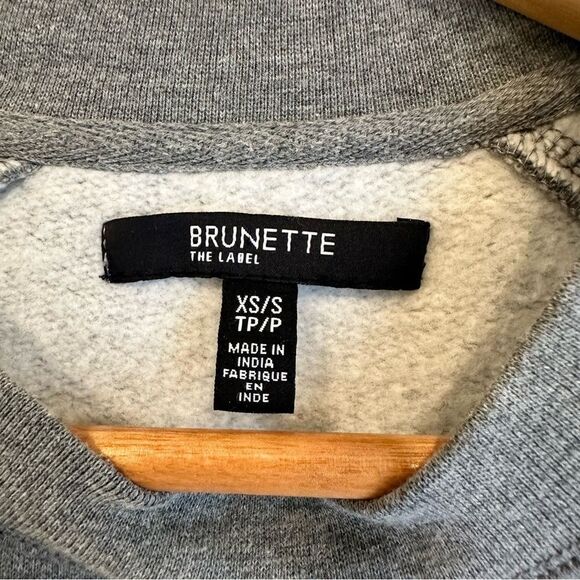 BRUNETTE
THE LABEL
XS/S
TP/P
MADE IN
INDIA
FABRIQUE
EN
INDE